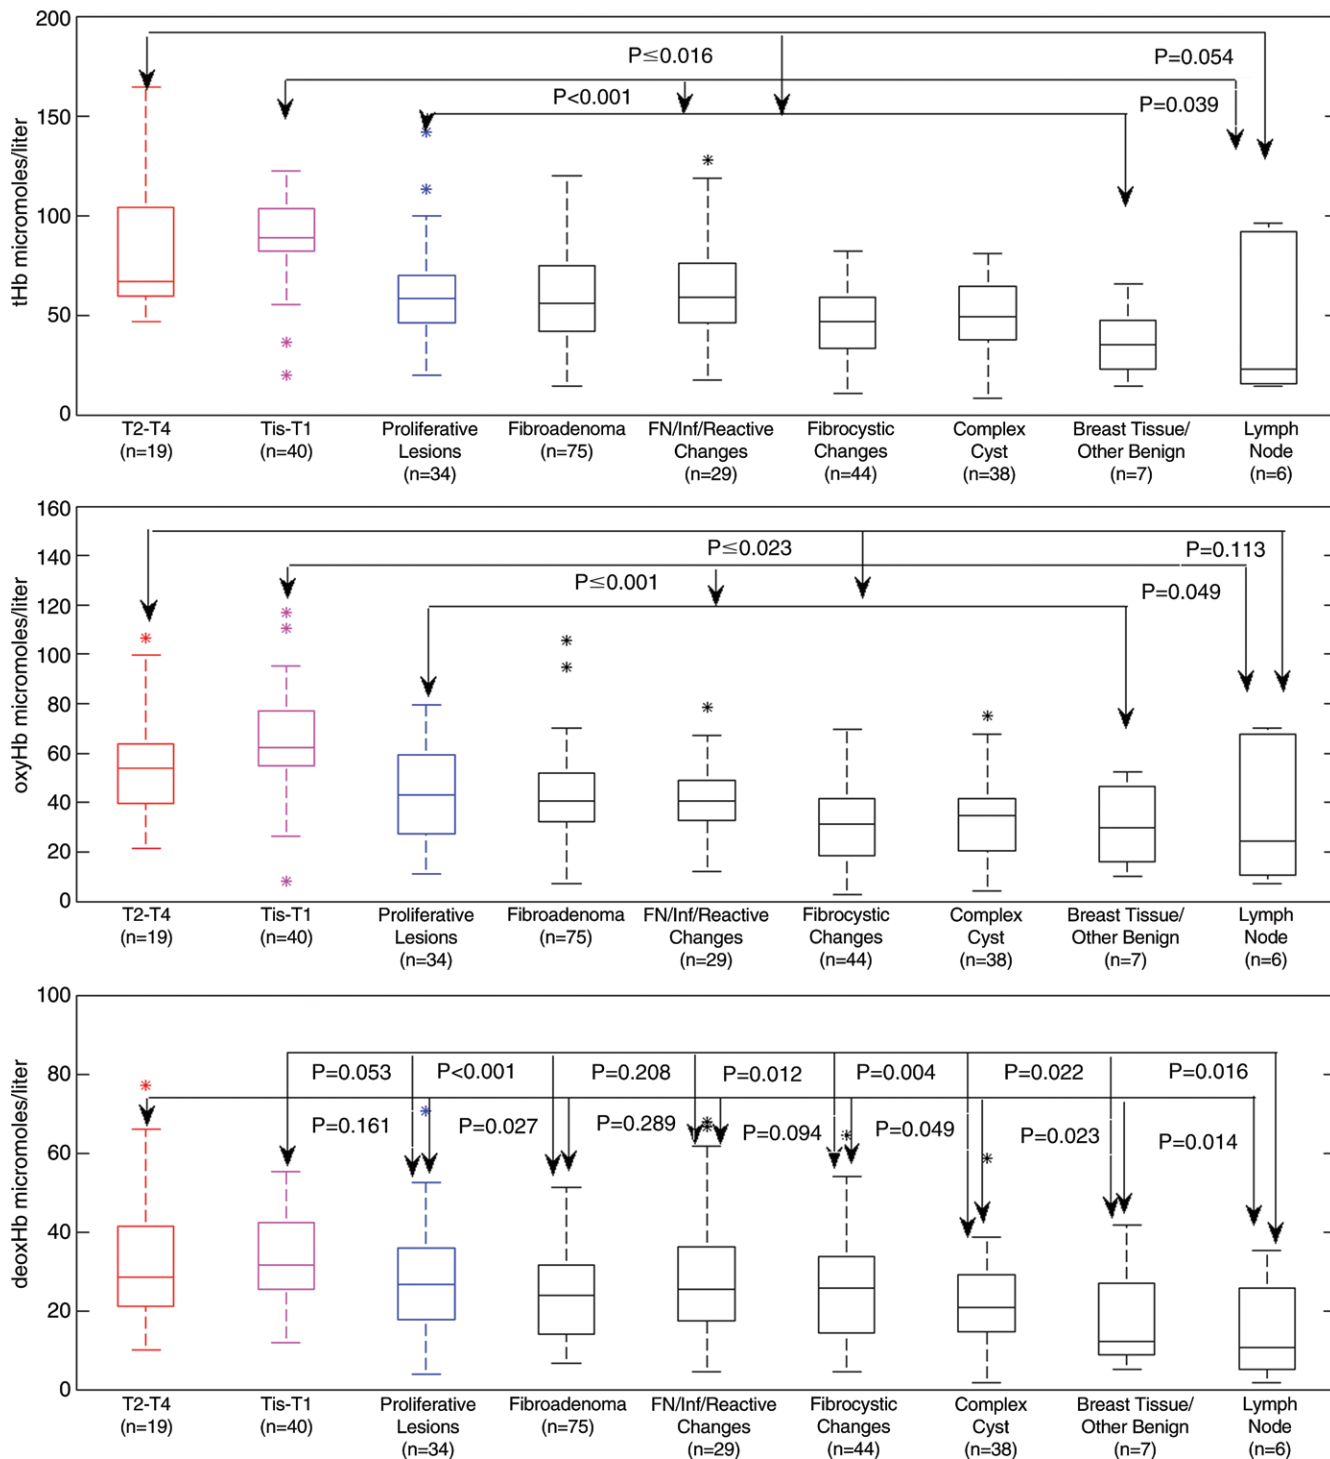 200
150
100
50
0
tHb micromoles/liter
P≤0.016
P=0.054
P<0.001
P=0.039
T2-T4
(n=19)
Tis-T1
(n=40)
Proliferative
Lesions
(n=34)
Fibroadenoma
(n=75)
FN/Inf/Reactive
Changes
(n=29)
Fibrocystic
Changes
(n=44)
Complex
Cyst
(n=38)
Breast Tissue/
Other Benign
(n=7)
Lymph
Node
(n=6)
160
140
120
100
80
60
40
20
0
oxyHb micromoles/liter
P≤0.023
P=0.113
P≤0.001
P=0.049
T2-T4
(n=19)
Tis-T1
(n=40)
Proliferative
Lesions
(n=34)
Fibroadenoma
(n=75)
FN/Inf/Reactive
Changes
(n=29)
Fibrocystic
Changes
(n=44)
Complex
Cyst
(n=38)
Breast Tissue/
Other Benign
(n=7)
Lymph
Node
(n=6)
100
80
60
40
20
0
deoxHb micromoles/liter
P=0.053
P<0.001
P=0.208
P=0.012
P=0.004
P=0.022
P=0.016
P=0.161
P=0.027
P=0.289
P=0.094
P=0.049
P=0.023
P=0.014
T2-T4
(n=19)
Tis-T1
(n=40)
Proliferative
Lesions
(n=34)
Fibroadenoma
(n=75)
FN/Inf/Reactive
Changes
(n=29)
Fibrocystic
Changes
(n=44)
Complex
Cyst
(n=38)
Breast Tissue/
Other Benign
(n=7)
Lymph
Node
(n=6)